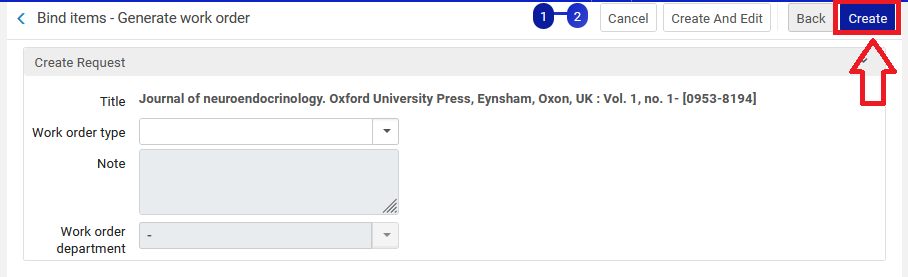 Bind items - Generate work order
1 2 Cancel Create And Edit Back Create
Create Request
Title Journal of neuroendocrinology. Oxford University Press, Eynsham, Oxon, UK : Vol. 1, no. 1- [0953-8194]
Work order type
Note
Work order
department
-